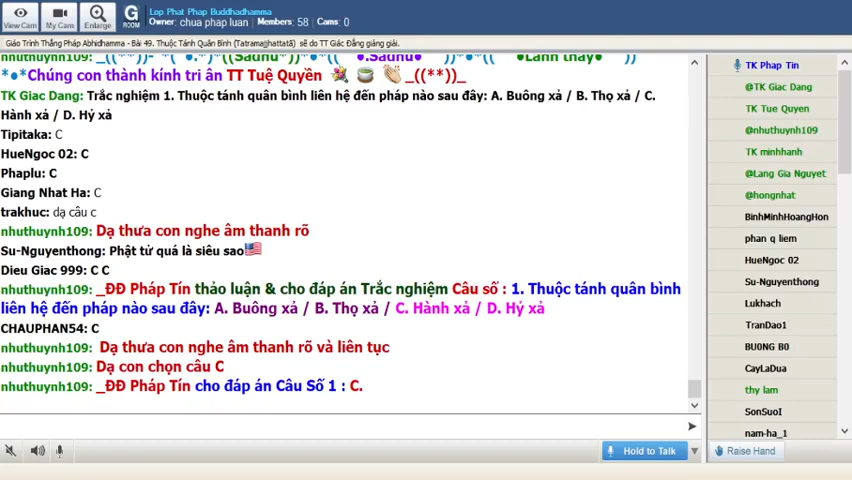 View Cam
My Cam
Enlarge
G
ROOM
Lop Phat Phap Buddhadhamma
Owner: chua phap luan Members: 58 Cams: 0
Giáo Trình Thắng Pháp Abhidhamma - Bài 49. Thuộc Tánh Quân Bình (Tatramajjhattatā) sẽ do TT Giác Đẳng giảng giải.
*●*Chúng con thành kính tri ân TT Tuệ Quyền _((**))_
TK Giac Dang: Trắc nghiệm 1. Thuộc tánh quân bình liên hệ đến pháp nào sau đây: A. Buông xả / B. Thọ xả / C.
Hành xả / D. Hỷ xả
Tipitaka: C
HueNgoc 02: C
Phaplu: C
Giang Nhat Ha: C
trakhuc: dạ câu c
nhuthuynh109: Dạ thưa con nghe âm thanh rõ
Su-Nguyenthong: Phật tử quá là siêu sao
Dieu Giac 999: C C
nhuthuynh109: _ĐĐ Pháp Tín thảo luận & cho đáp án Trắc nghiệm Câu số : 1. Thuộc tánh quân bình
liên hệ đến pháp nào sau đây: A. Buông xả / B. Thọ xả / C. Hành xả / D. Hỷ xả
CHAUPHAN54: C
nhuthuynh109: Dạ thưa con nghe âm thanh rõ và liên tục
nhuthuynh109: Dạ con chọn câu C
nhuthuynh109: _ĐĐ Pháp Tín cho đáp án Câu Số 1 : C.
Hold to Talk
TK Phap Tin
@TK Giac Dang
TK Tue Quyen
@nhuthuynh109
TK minhhanh
@Lang Gia Nguyet
@hongnhat
BinhMinhHoangHon
phan q liem
HueNgoc 02
Su-Nguyenthong
Lukhach
TranDao1
BU0NG B0
CayLaDua
thy lam
SonSuoI
nam-ha_1
Raise Hand